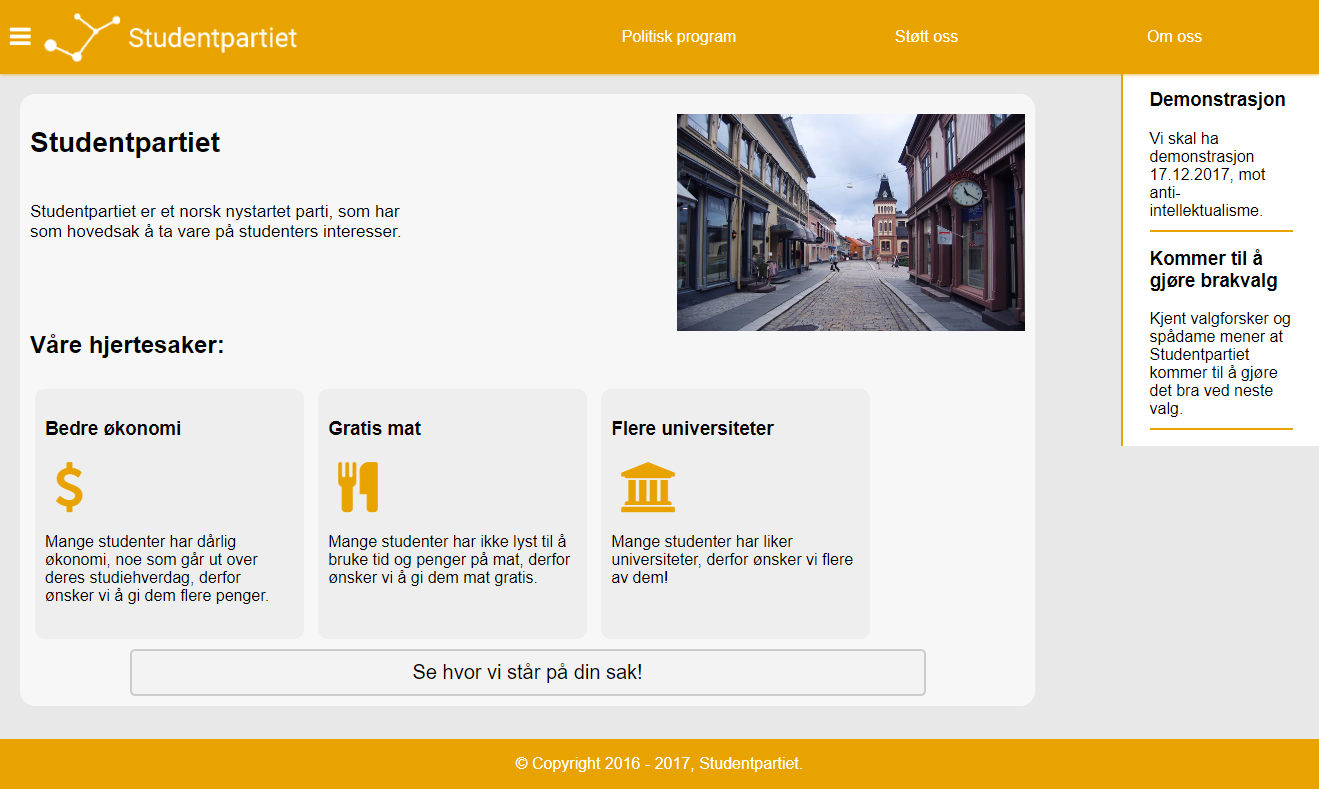 Studentpartiet
Politisk program
Støtt oss
Om oss
Studentpartiet
Studentpartiet er et norsk nystartet parti, som har
som hovedsak å ta vare på studenters interesser.
Våre hjertesaker:
Bedre økonomi
Mange studenter har dårlig
økonomi, noe som går ut over
deres studiehverdag, derfor
ønsker vi å gi dem flere penger.
Gratis mat
Mange studenter har ikke lyst til å
bruke tid og penger på mat, derfor
ønsker vi å gi dem mat gratis.
Flere universiteter
Mange studenter har liker
universiteter, derfor ønsker vi flere
av dem!
Se hvor vi står på din sak!
Demonstrasjon
Vi skal ha
demonstrasjon
17.12.2017, mot
anti-
intellektualisme.
Kommer til å
gjøre brakvalg
Kjent valgforsker og
spådame mener at
Studentpartiet
kommer til å gjøre
det bra ved neste
valg.
© Copyright 2016 - 2017, Studentpartiet.